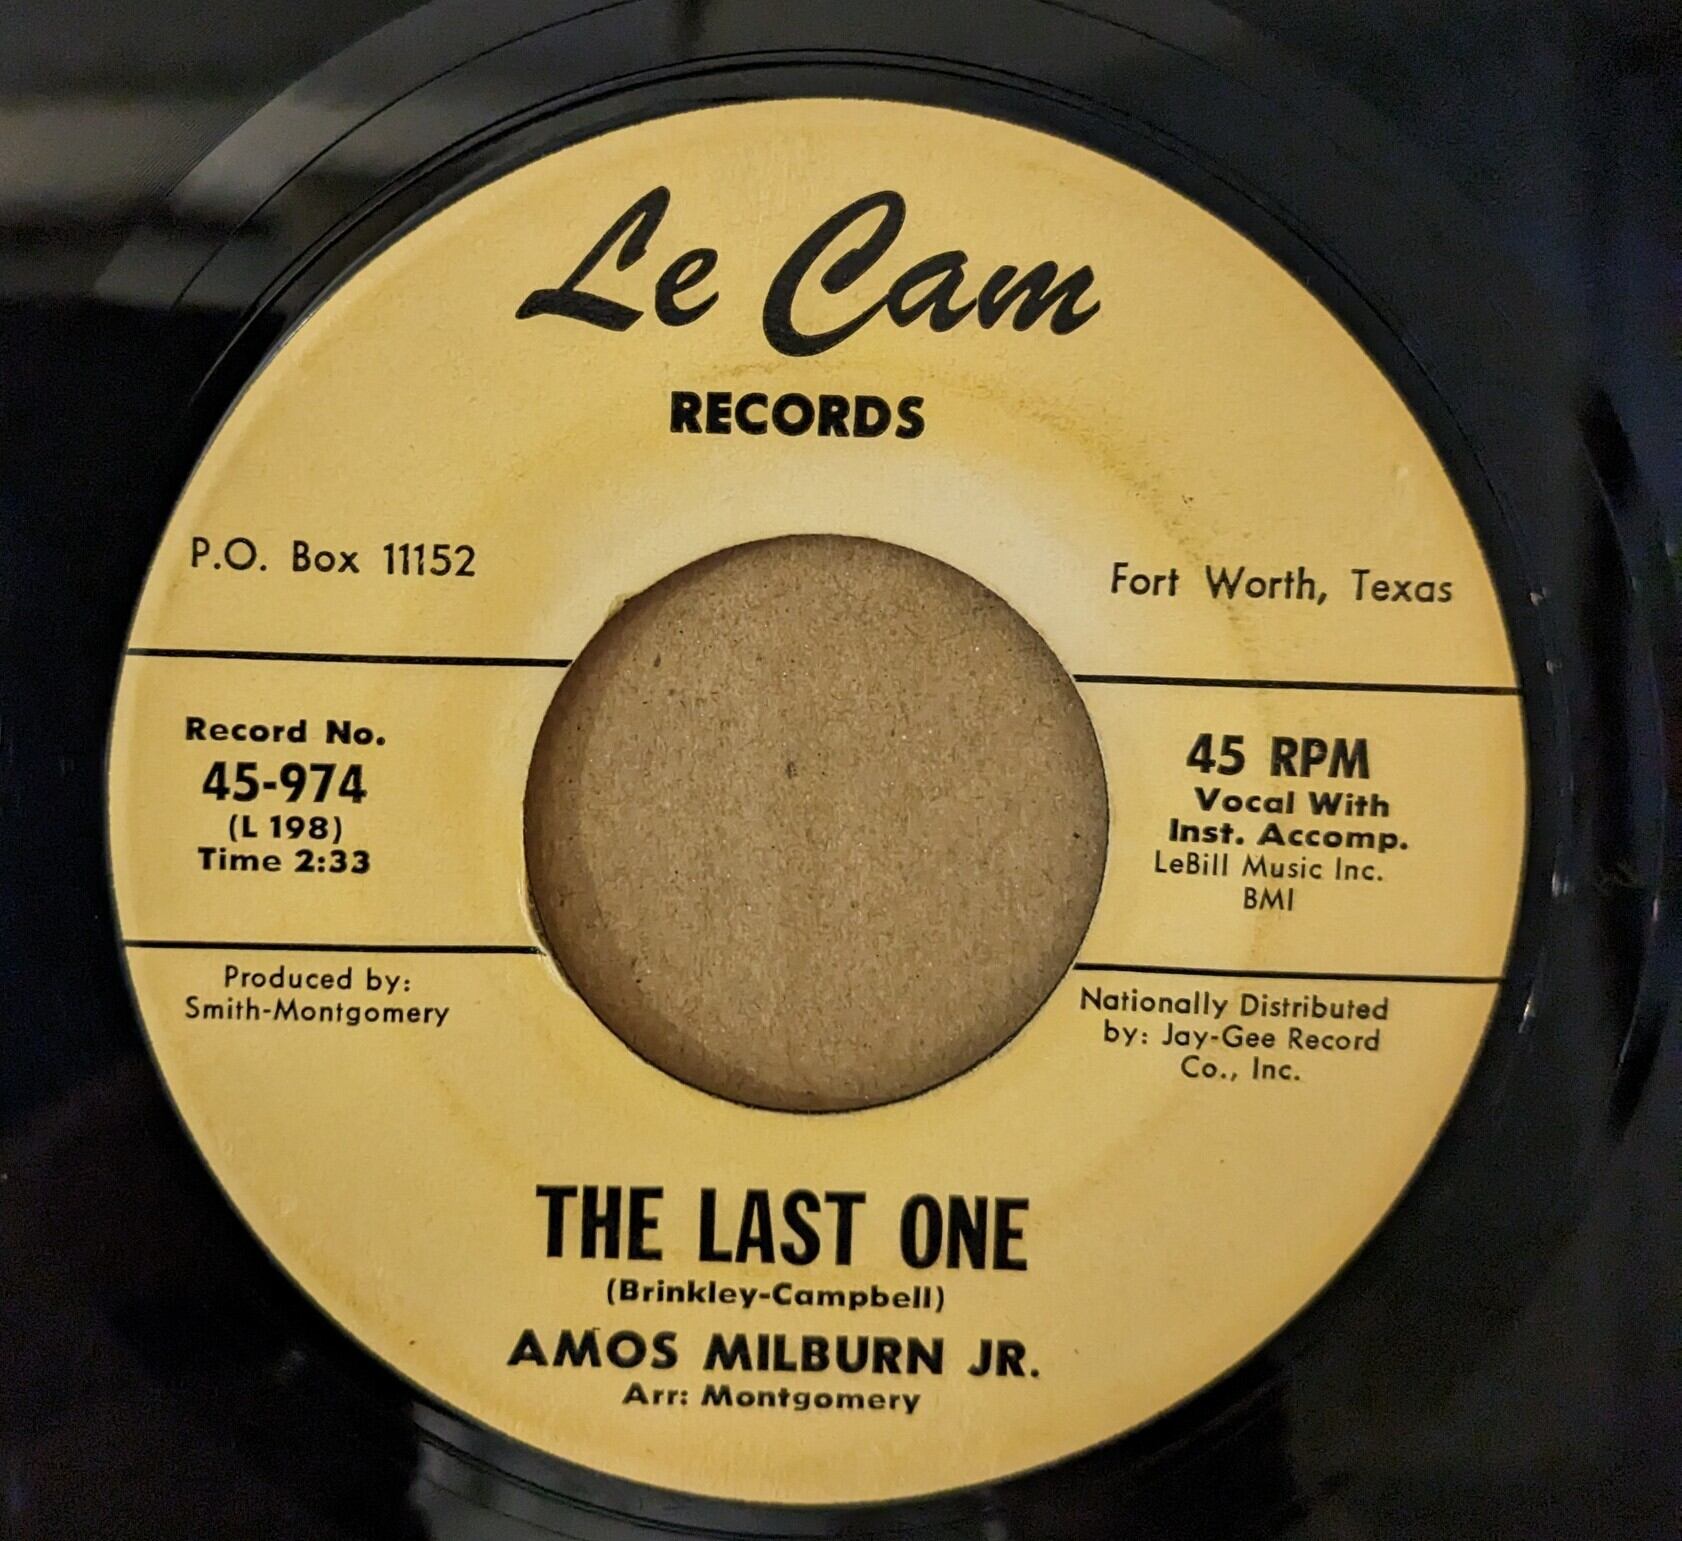 Le Cam
RECORDS
P.O. Box 11152
Fort Worth, Texas
Record No.
45-974
(L 198)
Time 2:33
45 RPM
Vocal With
Inst. Accomp.
LeBill Music Inc.
BMI
Produced by:
Smith-Montgomery
Nationally Distributed
by: Jay-Gee Record
Co., Inc.
THE LAST ONE
(Brinkley-Campbell)
AMOS MILBURN JR.
Arr: Montgomery